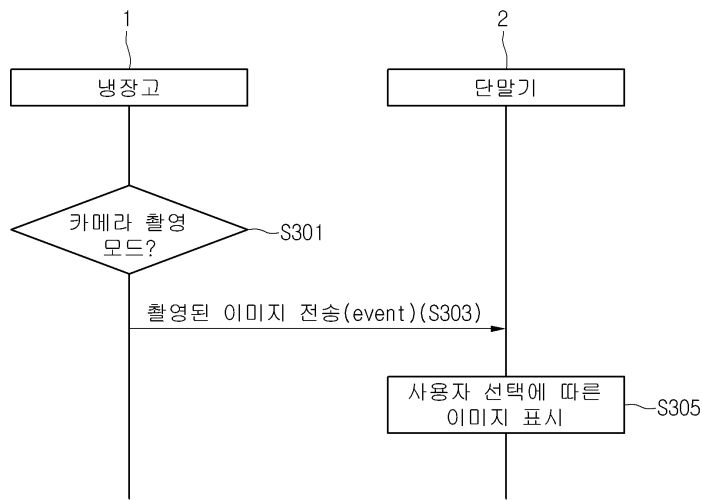 1
2
냉장고
단말기
카메라 촬영
모드?
S301
촬영된 이미지 전송(event)(S303)
사용자 선택에 따른
이미지 표시
S305